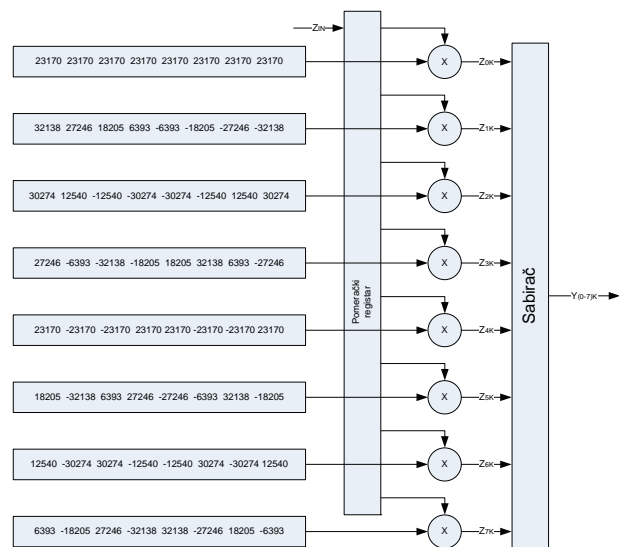 Z_IN
23170 23170 23170 23170 23170 23170 23170 23170
X
Z_0K
32138 27246 18205 6393 -6393 -18205 -27246 -32138
X
Z_1K
30274 12540 -12540 -30274 -30274 -12540 12540 30274
X
Z_2K
27246 -6393 -32138 -18205 18205 32138 6393 -27246
X
Z_3K
Pomerački
registar
Sabirač
Y_(0-7)K
23170 -23170 -23170 23170 23170 -23170 -23170 23170
X
Z_4K
18205 -32138 6393 27246 -27246 -6393 32138 -18205
X
Z_5K
12540 -30274 30274 -12540 -12540 30274 -30274 12540
X
Z_6K
6393 -18205 27246 -32138 32138 -27246 18205 -6393
X
Z_7K